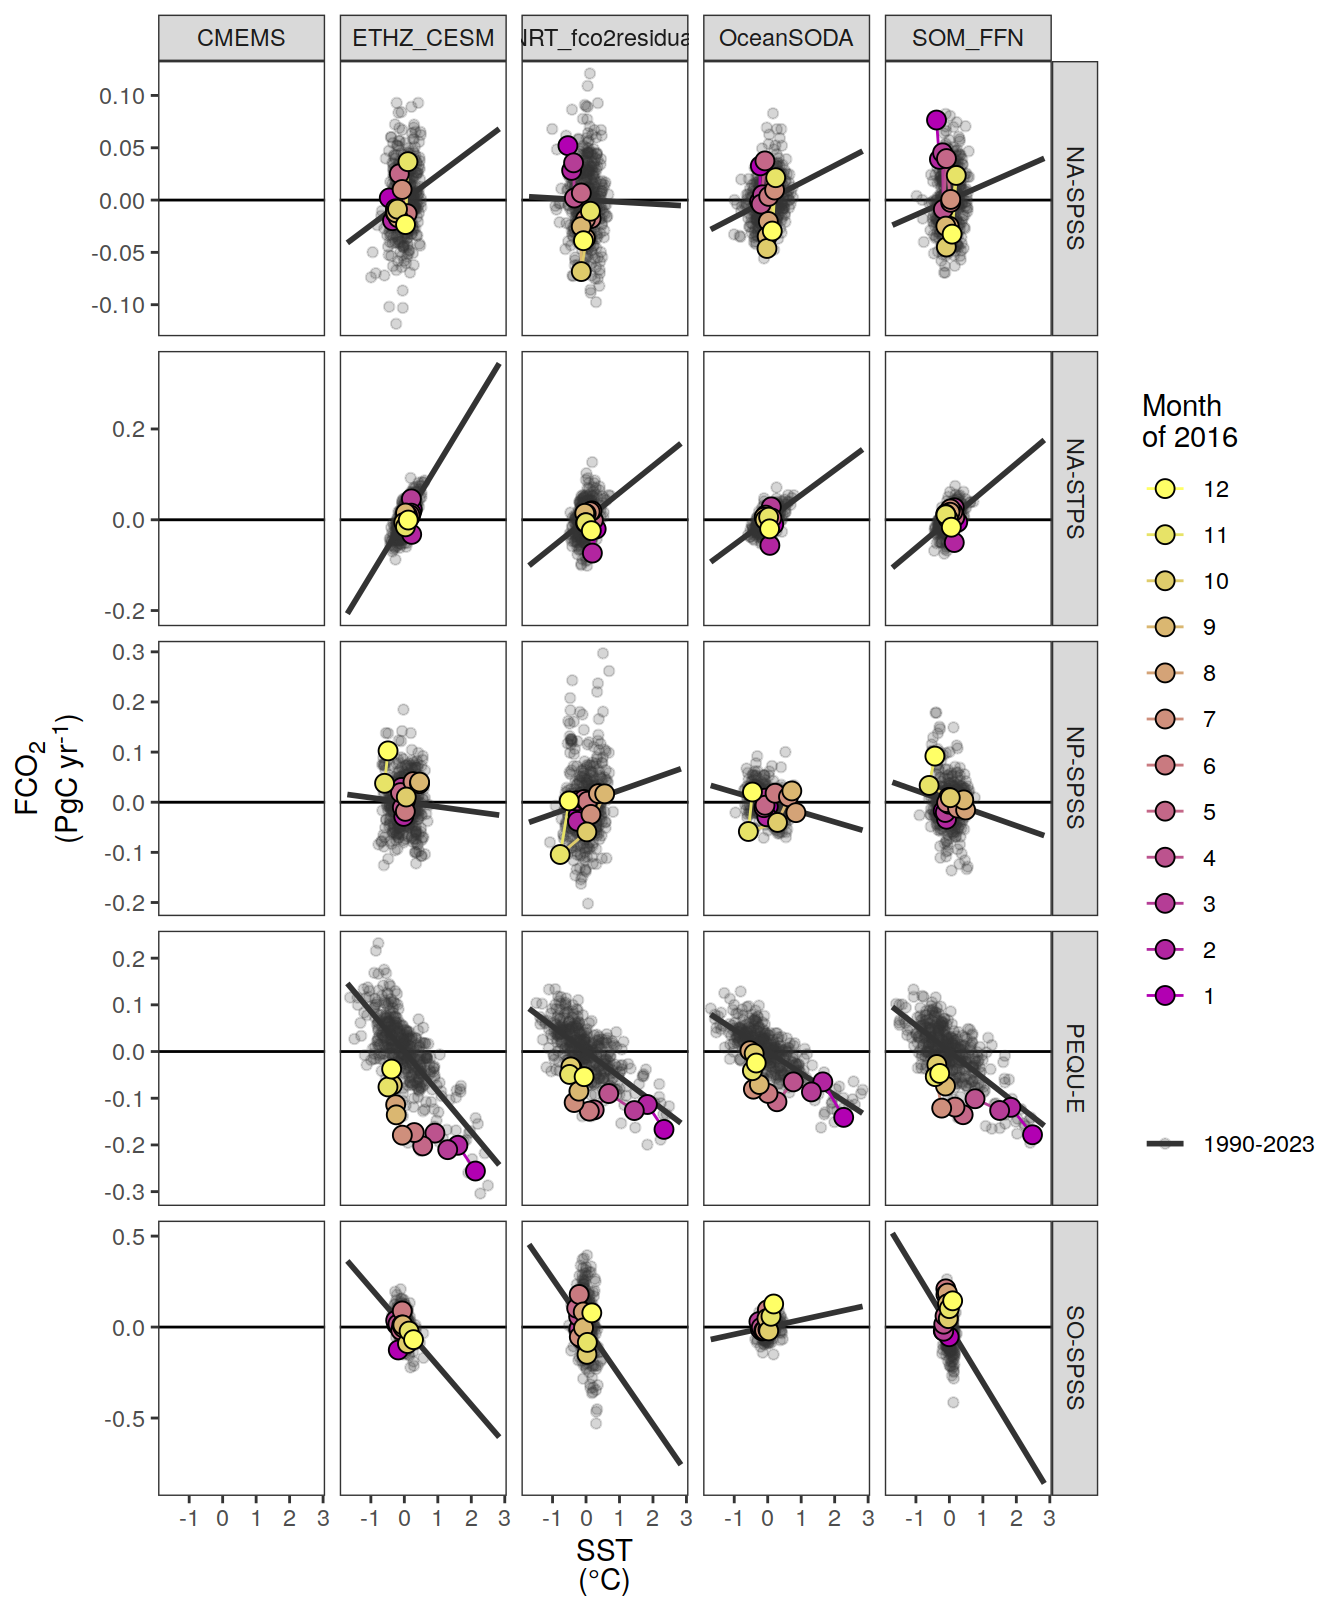 CMEMS ETHZ_CESM NRT_fco2residua OceanSODA SOM_FFN
0.10
0.05
0.00
-0.05
-0.10
NA-SPSS
0.2
0.0
-0.2
NA-STPS
0.3
0.2
0.1
0.0
-0.1
-0.2
NP-SPSS
0.2
0.1
0.0
-0.1
-0.2
-0.3
PEQU-E
0.5
0.0
-0.5
SO-SPSS
-1 0 1 2 3 -1 0 1 2 3 -1 0 1 2 3 -1 0 1 2 3 -1 0 1 2 3
SST
(°C)
FCO₂
(PgC yr⁻¹)
Month
of 2016
12
11
10
9
8
7
6
5
4
3
2
1
1990-2023